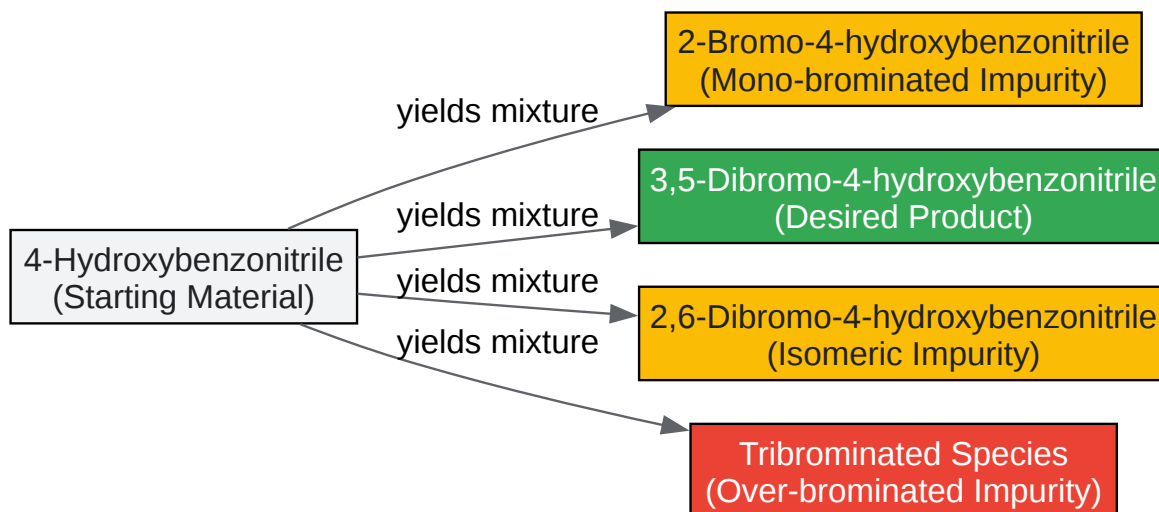 2-Bromo-4-hydroxybenzonitrile
(Mono-brominated Impurity)
yields mixture
3,5-Dibromo-4-hydroxybenzonitrile
(Desired Product)
yields mixture
4-Hydroxybenzonitrile
(Starting Material)
yields mixture
2,6-Dibromo-4-hydroxybenzonitrile
(Isomeric Impurity)
yields mixture
Tribrominated Species
(Over-brominated Impurity)